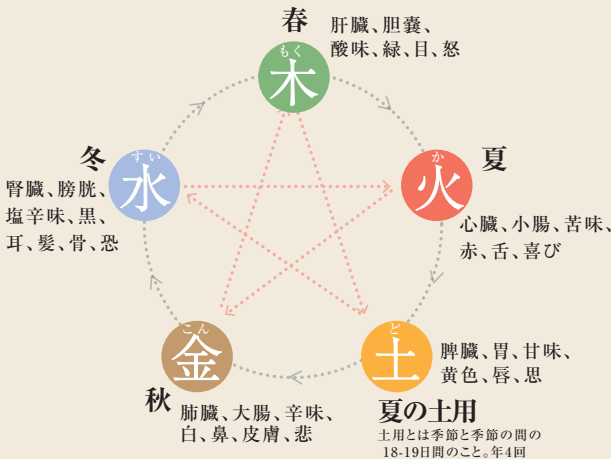 春
肝臓、胆嚢、
酸味、緑、目、怒
もく
木
夏
か
火
心臓、小腸、苦味、
赤、舌、喜び
ど
土
脾臓、胃、甘味、
黄色、唇、思
夏の土用
土用とは季節と季節の間の
18-19日間のこと。年4回
こん
金
秋
肺臓、大腸、辛味、
白、鼻、皮膚、悲
冬
すい
水
腎臓、膀胱、
塩辛味、黒、
耳、髪、骨、恐